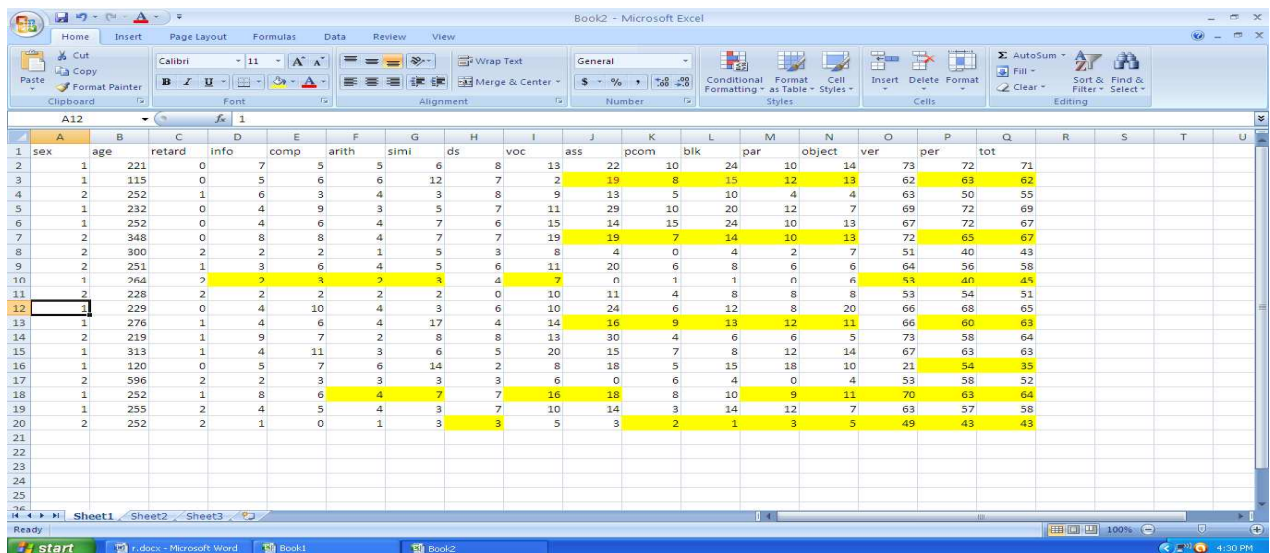 Book2 - Microsoft Excel
Home Insert Page Layout Formulas Data Review View
Cut
Copy
Format Painter
Paste
Clipboard
Calibri 11
B I U
Font
Wrap Text
Merge & Center
Alignment
General
$ % ,
Number
Conditional Formatting
Format as Table
Cell Styles
Styles
Insert Delete Format
Cells
Σ AutoSum
Fill
Clear
Sort & Filter
Find & Select
Editing
A12 fx 1
A B C D E F G H I J K L M N O P Q R S T U
1 sex age retard info comp arith simi ds voc ass pcom blk par object ver per tot
2 1 221 0 7 5 5 6 8 13 22 10 24 10 14 73 72 71
3 1 115 0 5 6 6 12 7 2 19 8 15 12 13 62 63 62
4 2 252 1 6 3 4 3 8 9 13 5 10 4 4 63 50 55
5 1 232 0 4 9 3 5 7 11 29 10 20 12 7 69 72 69
6 1 252 0 4 6 4 7 6 15 14 15 24 10 13 67 72 67
7 2 348 0 8 8 4 7 7 19 19 7 14 10 13 72 65 67
8 2 300 2 2 2 1 5 3 8 4 0 4 2 7 51 40 43
9 2 251 1 3 6 4 5 6 11 20 6 8 6 6 64 56 58
10 1 264 2 2 3 2 3 4 7 0 1 1 0 6 53 40 45
11 2 228 2 2 2 2 2 0 10 11 4 8 8 8 53 54 51
12 1 229 0 4 10 4 3 6 10 24 6 12 8 20 66 68 65
13 1 276 1 4 6 4 17 4 14 16 9 13 12 11 66 60 63
14 2 219 1 9 7 2 8 8 13 30 4 6 6 5 73 58 64
15 1 313 1 4 11 3 6 5 20 15 7 8 12 14 67 63 63
16 1 120 0 5 7 6 14 2 8 18 5 15 18 10 21 54 35
17 2 596 2 2 3 3 3 3 6 0 6 4 0 4 53 58 52
18 1 252 1 8 6 4 7 7 16 18 8 10 9 11 70 63 64
19 1 255 2 4 5 4 3 7 10 14 3 14 12 7 63 57 58
20 2 252 2 1 0 1 3 3 5 3 2 1 3 5 49 43 43
21
22
23
24
25
26
Sheet1 Sheet2 Sheet3
Ready 100%
start r.docx - Microsoft Word Book1 Book2 4:30 PM